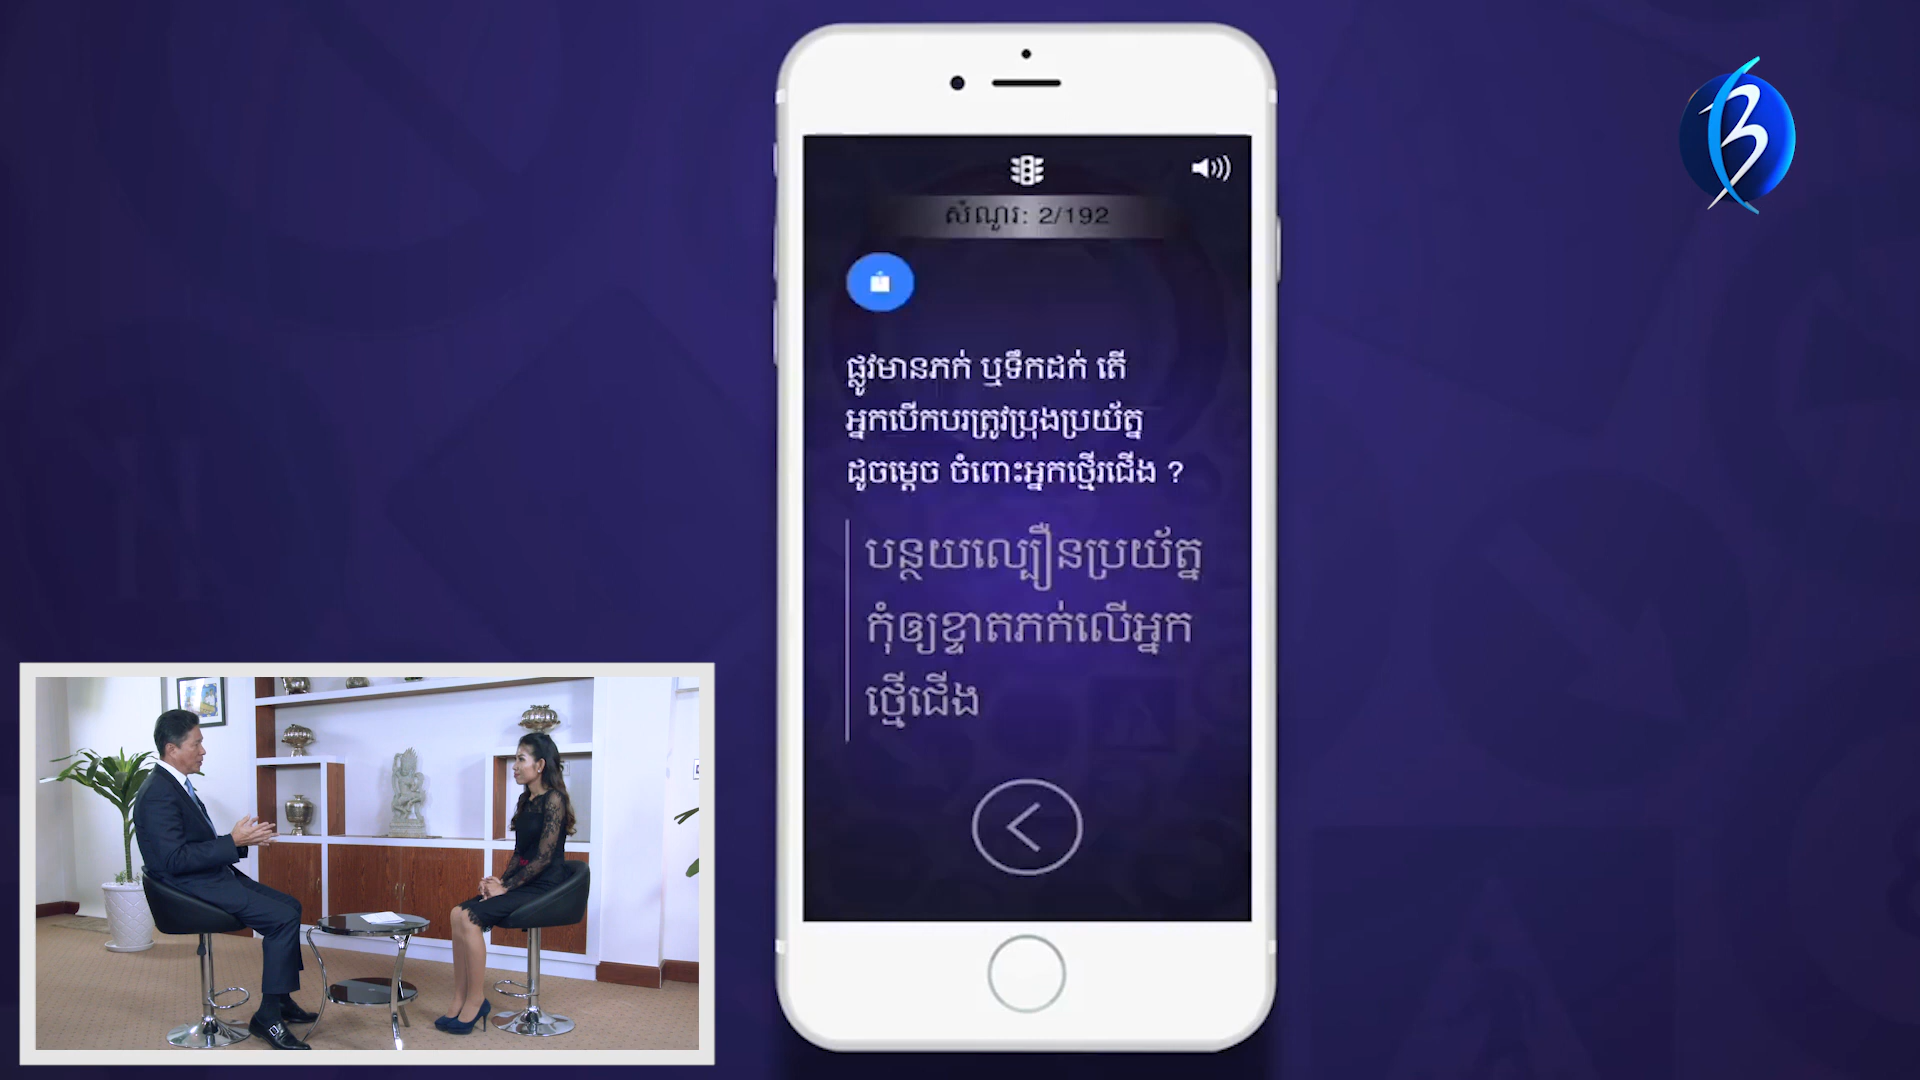 សំណួរ: 2/192
ផ្លូវមានភក់ ឬទឹកដក់ តើ
អ្នកបើកបរត្រូវប្រុងប្រយ័ត្ន
ដូចម្ដេច ចំពោះអ្នកថ្មើរជើង ?
បន្ថយល្បឿនប្រយ័ត្ន
កុំឲ្យខ្ទាតភក់លើអ្នក
ថ្មើជើង